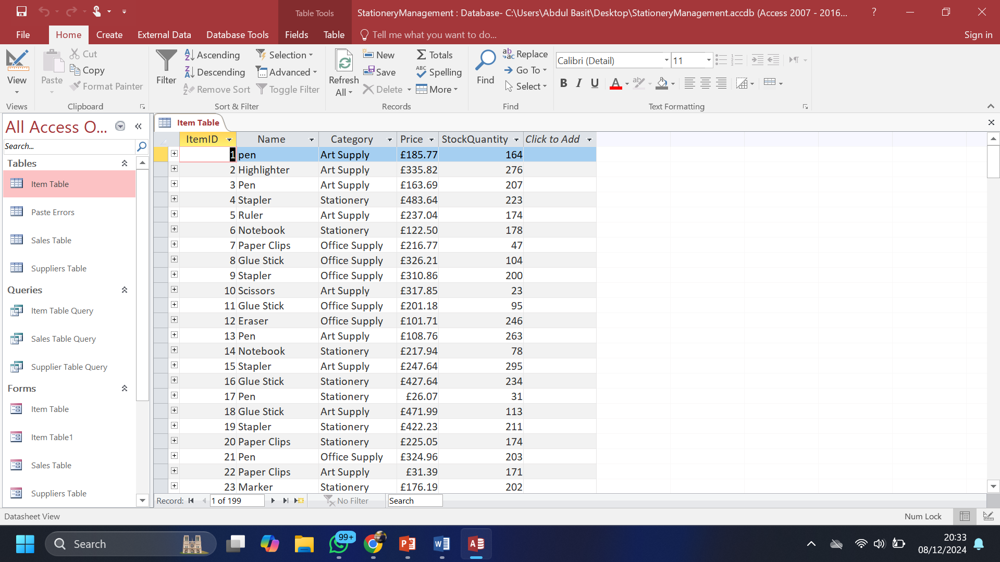 Table Tools
StationeryManagement : Database- C:\Users\Abdul Basit\Desktop\StationeryManagement.accdb (Access 2007 - 2016...
?
File Home Create External Data Database Tools Fields Table Tell me what you want to do... Sign in
View
Views
Paste
Cut
Copy
Format Painter
Clipboard
Filter
Ascending
Descending
Remove Sort
Selection
Advanced
Toggle Filter
Sort & Filter
Refresh
All
New
Save
Delete
Totals
Spelling
More
Records
Find
Replace
Go To
Select
Find
Calibri (Detail) 11
B I U A
Text Formatting
All Access O...
Search...
Tables
Item Table
Paste Errors
Sales Table
Suppliers Table
Queries
Item Table Query
Sales Table Query
Supplier Table Query
Forms
Item Table
Item Table1
Sales Table
Suppliers Table
Item Table
ItemID Name Category Price StockQuantity Click to Add
1 pen Art Supply £185.77 164
2 Highlighter Art Supply £335.82 276
3 Pen Art Supply £163.69 207
4 Stapler Stationery £483.64 223
5 Ruler Art Supply £237.04 174
6 Notebook Stationery £122.50 178
7 Paper Clips Office Supply £216.77 47
8 Glue Stick Office Supply £326.21 104
9 Stapler Office Supply £310.86 200
10 Scissors Art Supply £317.85 23
11 Glue Stick Office Supply £201.18 95
12 Eraser Office Supply £101.71 246
13 Pen Art Supply £108.76 263
14 Notebook Stationery £217.94 78
15 Stapler Art Supply £247.64 295
16 Glue Stick Stationery £427.64 234
17 Pen Stationery £26.07 31
18 Glue Stick Art Supply £471.99 113
19 Stapler Stationery £422.23 211
20 Paper Clips Stationery £225.05 174
21 Pen Office Supply £324.96 203
22 Paper Clips Art Supply £31.39 171
23 Marker Stationery £176.19 202
Record: 1 of 199 No Filter Search
Datasheet View Num Lock
Search
99+
20:33
08/12/2024